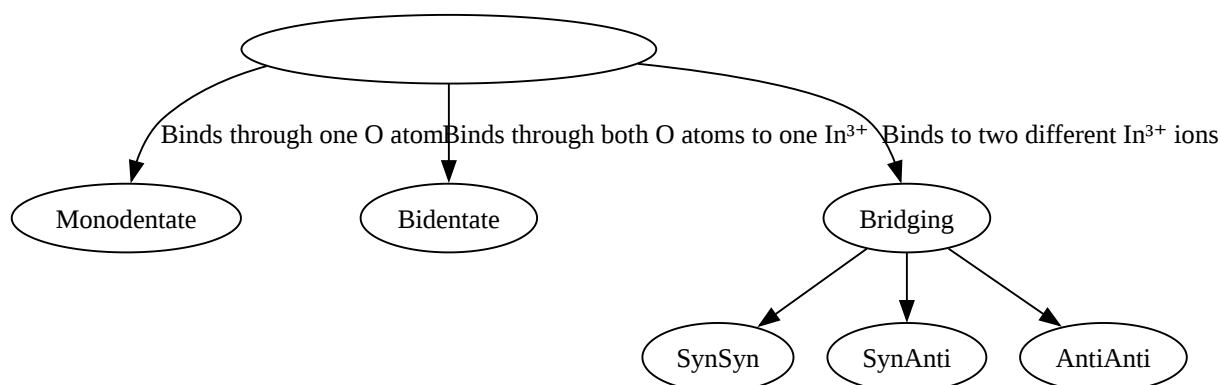 Binds through one O atom
Binds through both O atoms to one In³⁺
Binds to two different In³⁺ ions
Monodentate
Bidentate
Bridging
SynSyn
SynAnti
AntiAnti